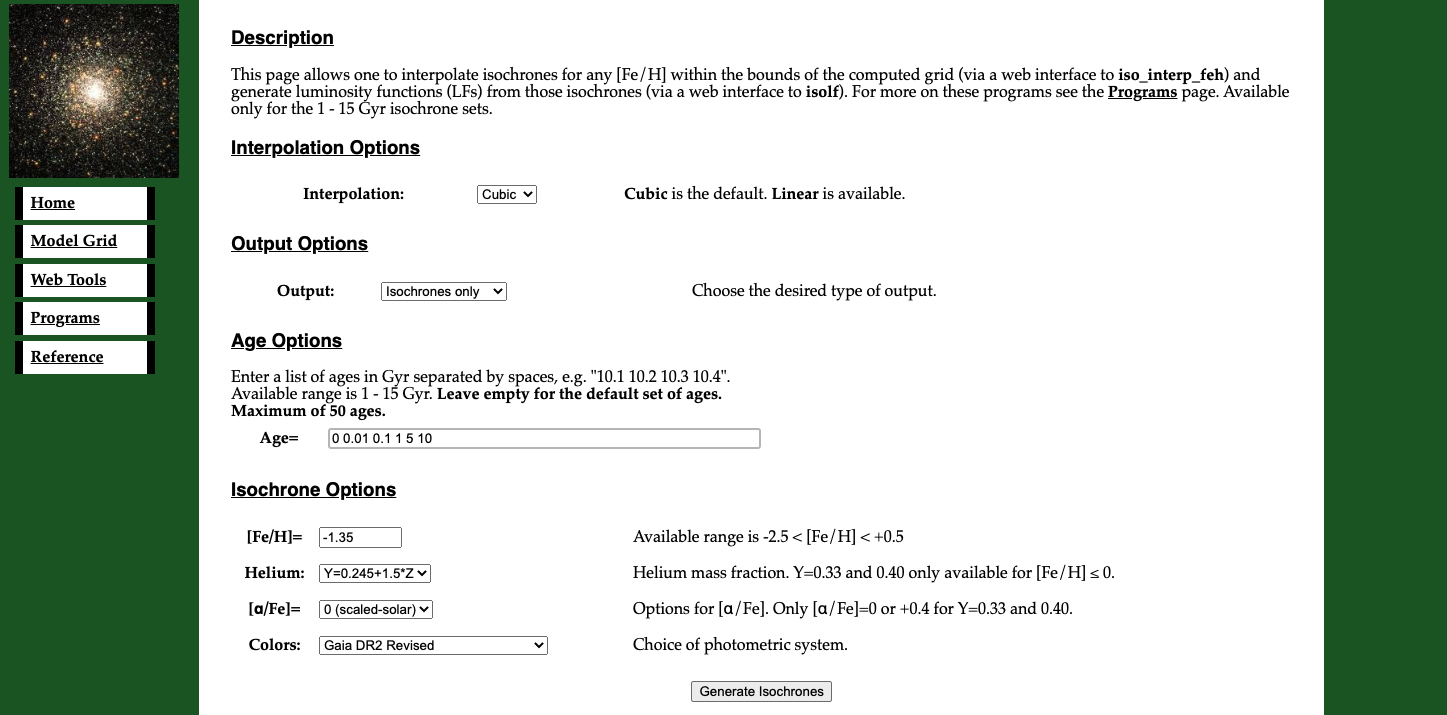 Home
Model Grid
Web Tools
Programs
Reference
Description
This page allows one to interpolate isochrones for any [Fe/H] within the bounds of the computed grid (via a web interface to iso_interp_feh) and
generate luminosity functions (LFs) from those isochrones (via a web interface to isolf). For more on these programs see the Programs page. Available
only for the 1 - 15 Gyr isochrone sets.
Interpolation Options
Interpolation: Cubic Cubic is the default. Linear is available.
Output Options
Output: Isochrones only Choose the desired type of output.
Age Options
Enter a list of ages in Gyr separated by spaces, e.g. "10.1 10.2 10.3 10.4".
Available range is 1 - 15 Gyr. Leave empty for the default set of ages.
Maximum of 50 ages.
Age= 0 0.01 0.1 1 5 10
Isochrone Options
[Fe/H]= -1.35 Available range is -2.5 < [Fe/H] < +0.5
Helium: Y=0.245+1.5*Z Helium mass fraction. Y=0.33 and 0.40 only available for [Fe/H] ≤ 0.
[α/Fe]= 0 (scaled-solar) Options for [α/Fe]. Only [α/Fe]=0 or +0.4 for Y=0.33 and 0.40.
Colors: Gaia DR2 Revised Choice of photometric system.
Generate Isochrones